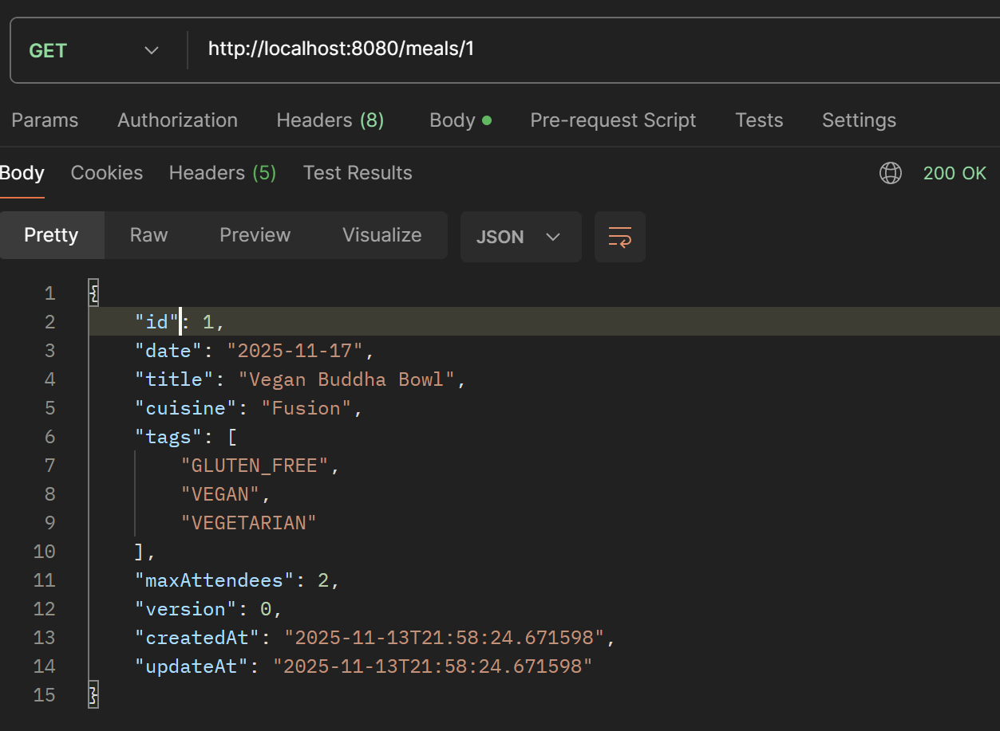 GET http://localhost:8080/meals/1
Params Authorization Headers (8) Body Pre-request Script Tests Settings
Body Cookies Headers (5) Test Results 200 OK
Pretty Raw Preview Visualize JSON
1 {
2 "id": 1,
3 "date": "2025-11-17",
4 "title": "Vegan Buddha Bowl",
5 "cuisine": "Fusion",
6 "tags": [
7 "GLUTEN_FREE",
8 "VEGAN",
9 "VEGETARIAN"
10 ],
11 "maxAttendees": 2,
12 "version": 0,
13 "createdAt": "2025-11-13T21:58:24.671598",
14 "updateAt": "2025-11-13T21:58:24.671598"
15 }